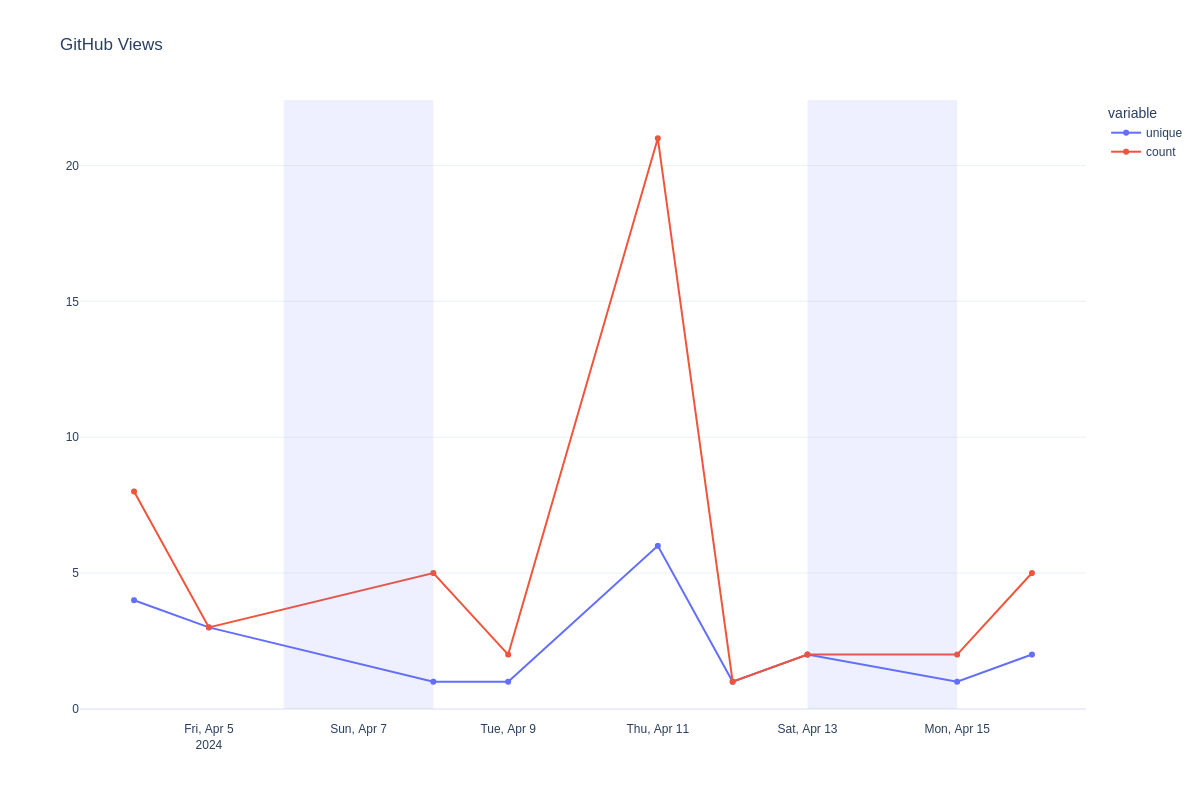 GitHub Views
variable
unique
count
20
15
10
5
0
Fri, Apr 5
2024
Sun, Apr 7
Tue, Apr 9
Thu, Apr 11
Sat, Apr 13
Mon, Apr 15